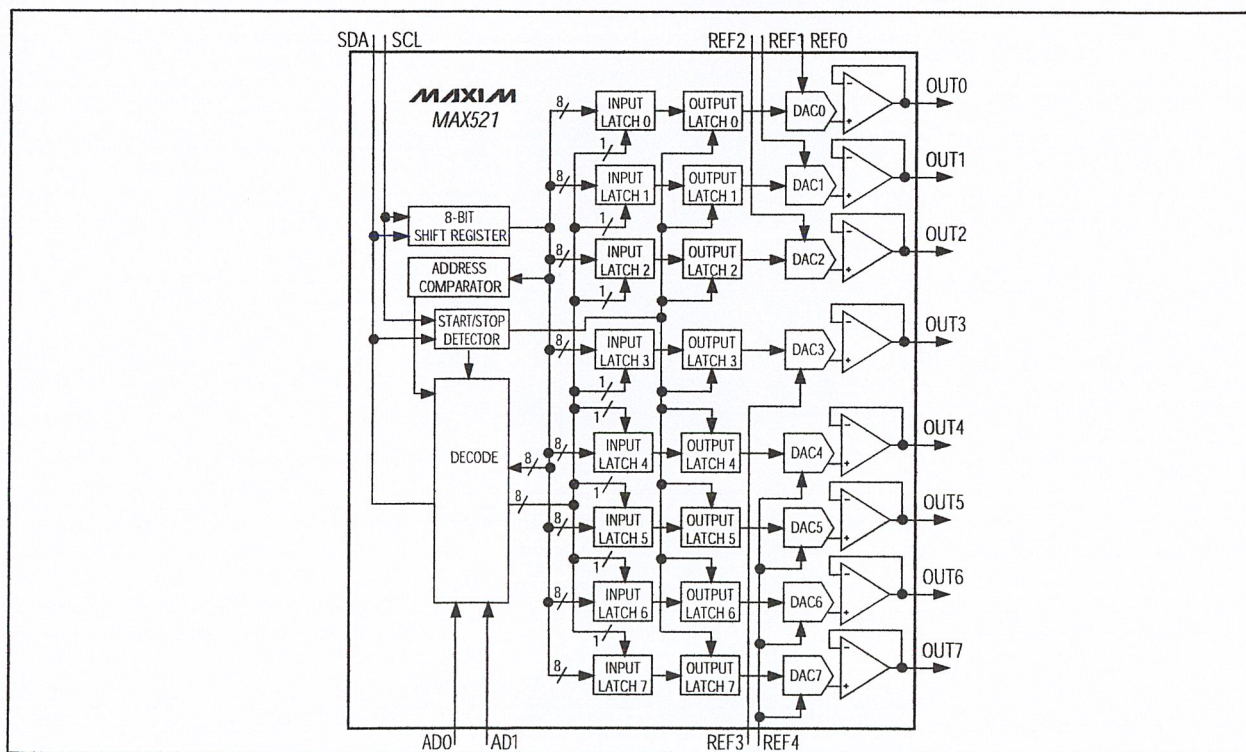 SDA SCL REF2 REF1 REF0
MAXIM
MAX521
8 INPUT LATCH 0 OUTPUT LATCH 0 DAC0 - + OUT0
1
8 INPUT LATCH 1 OUTPUT LATCH 1 DAC1 - + OUT1
1
8-BIT
SHIFT REGISTER
8 INPUT LATCH 2 OUTPUT LATCH 2 DAC2 - + OUT2
1
ADDRESS
COMPARATOR
START/STOP
DETECTOR
8 INPUT LATCH 3 OUTPUT LATCH 3 DAC3 - + OUT3
1
1
DECODE
8
8
8 INPUT LATCH 4 OUTPUT LATCH 4 DAC4 - + OUT4
1
8 INPUT LATCH 5 OUTPUT LATCH 5 DAC5 - + OUT5
1
8 INPUT LATCH 6 OUTPUT LATCH 6 DAC6 - + OUT6
1
8 INPUT LATCH 7 OUTPUT LATCH 7 DAC7 - + OUT7
AD0 AD1 REF3 REF4